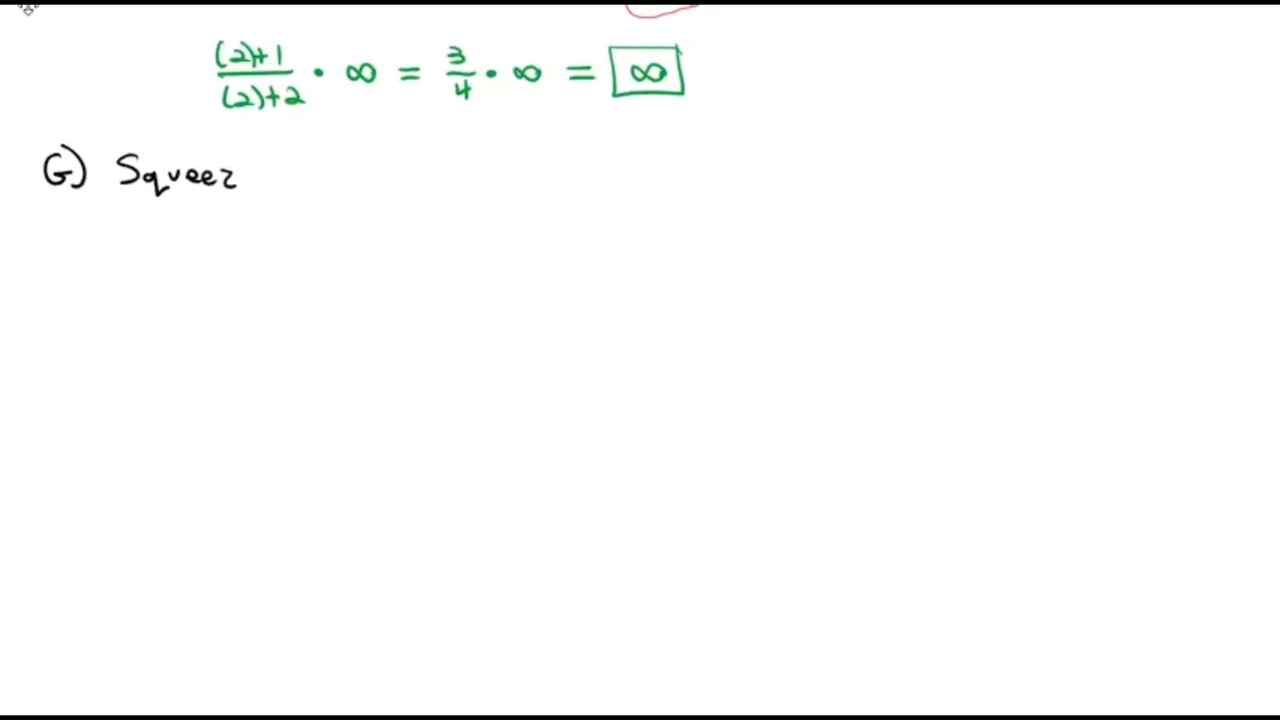 (2)+1/(2)+2 · ∞ = 3/4 · ∞ = ∞
G) Squeez